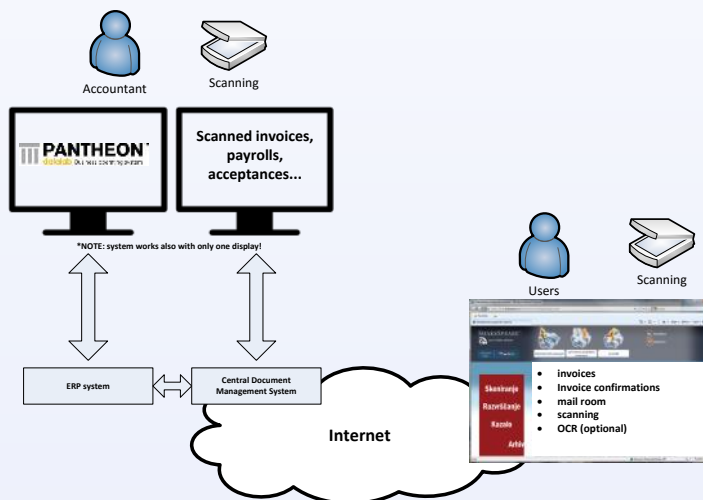 Accountant
Scanning
PANTHEON
datalab
Scanned invoices,
payrolls,
acceptances...
*NOTE: system works also with only one display!
Users
Scanning
ERP system
Central Document
Management System
Internet
Skeniranje
Razvrščanje
Kazalo
Arhiv
• invoices
• Invoice confirmations
• mail room
• scanning
• OCR (optional)